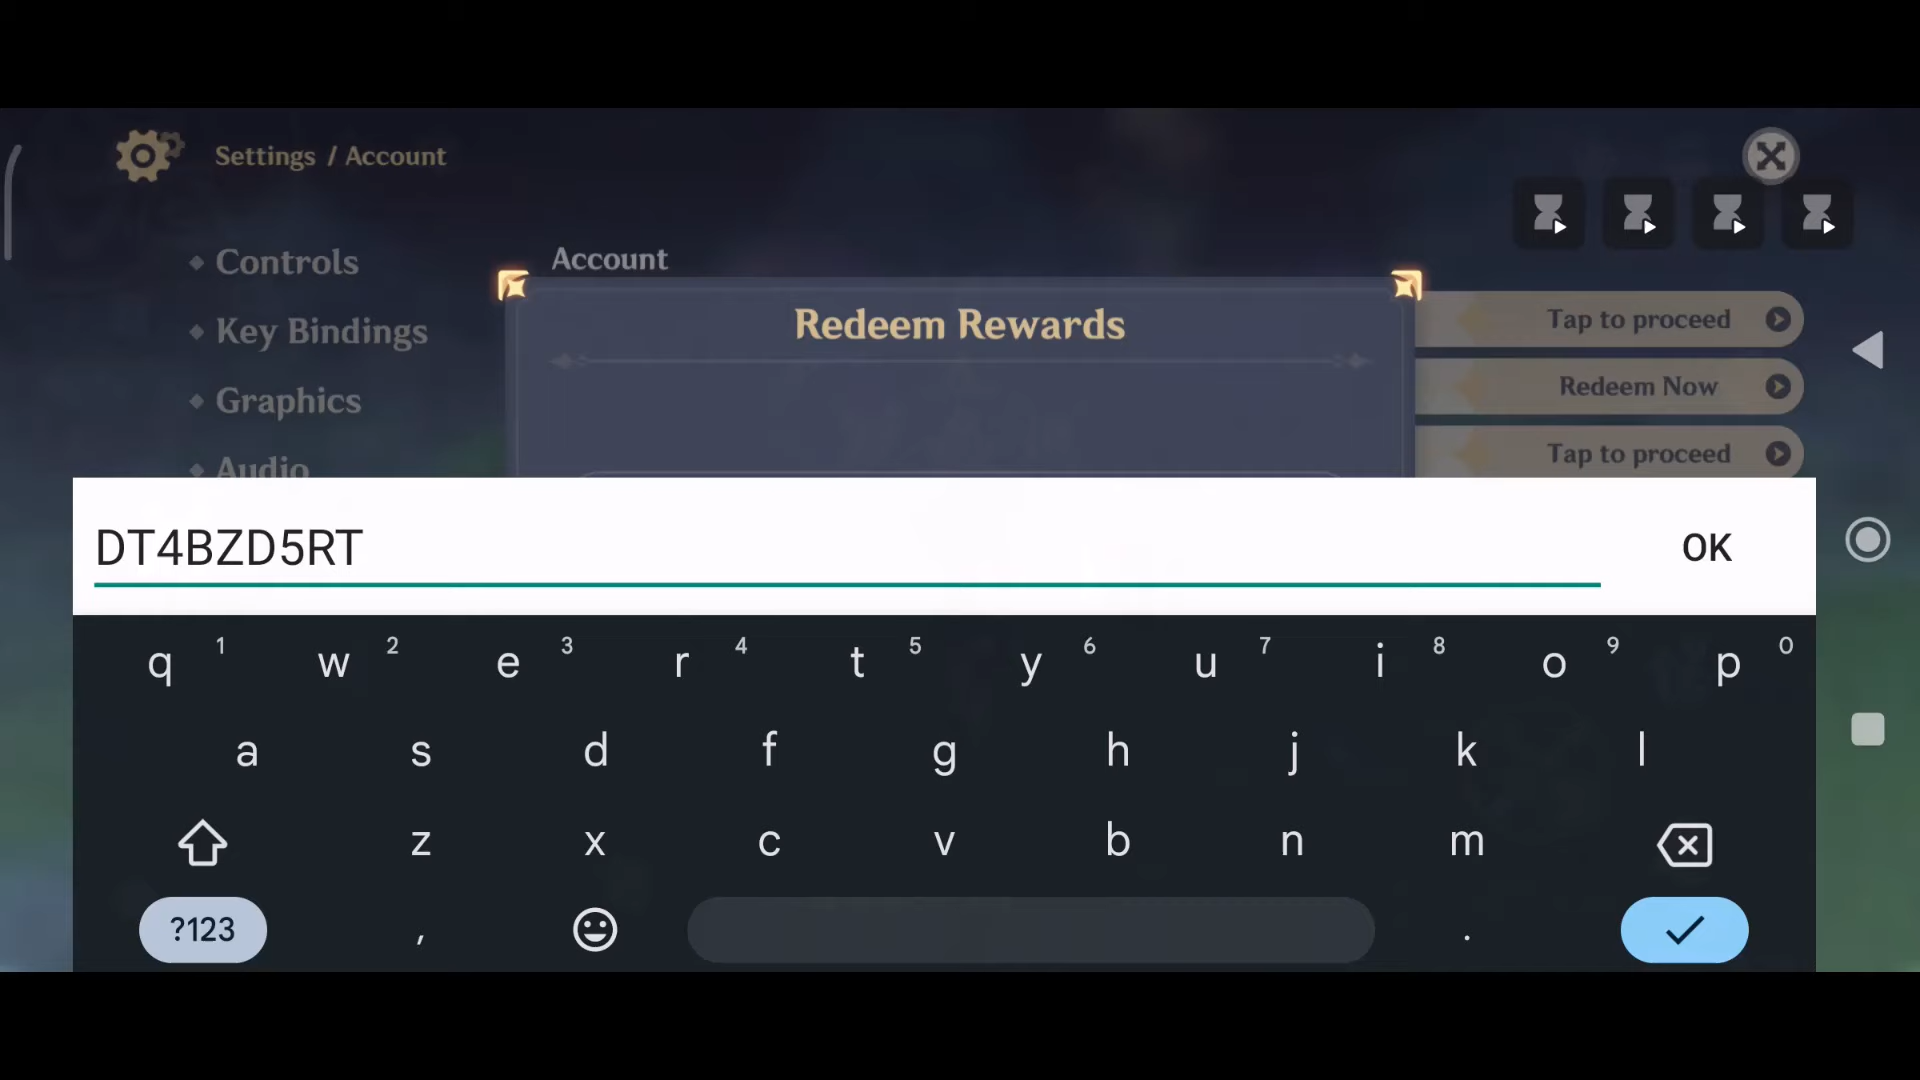 Settings / Account
Controls
Account
Redeem Rewards
Tap to proceed
Key Bindings
Redeem Now
Graphics
Tap to proceed
Audio
DT4BZD5RT
OK
q 1 w 2 e 3 r 4 t 5 y 6 u 7 i 8 o 9 p 0
a s d f g h j k l
z x c v b n m
?123 , .